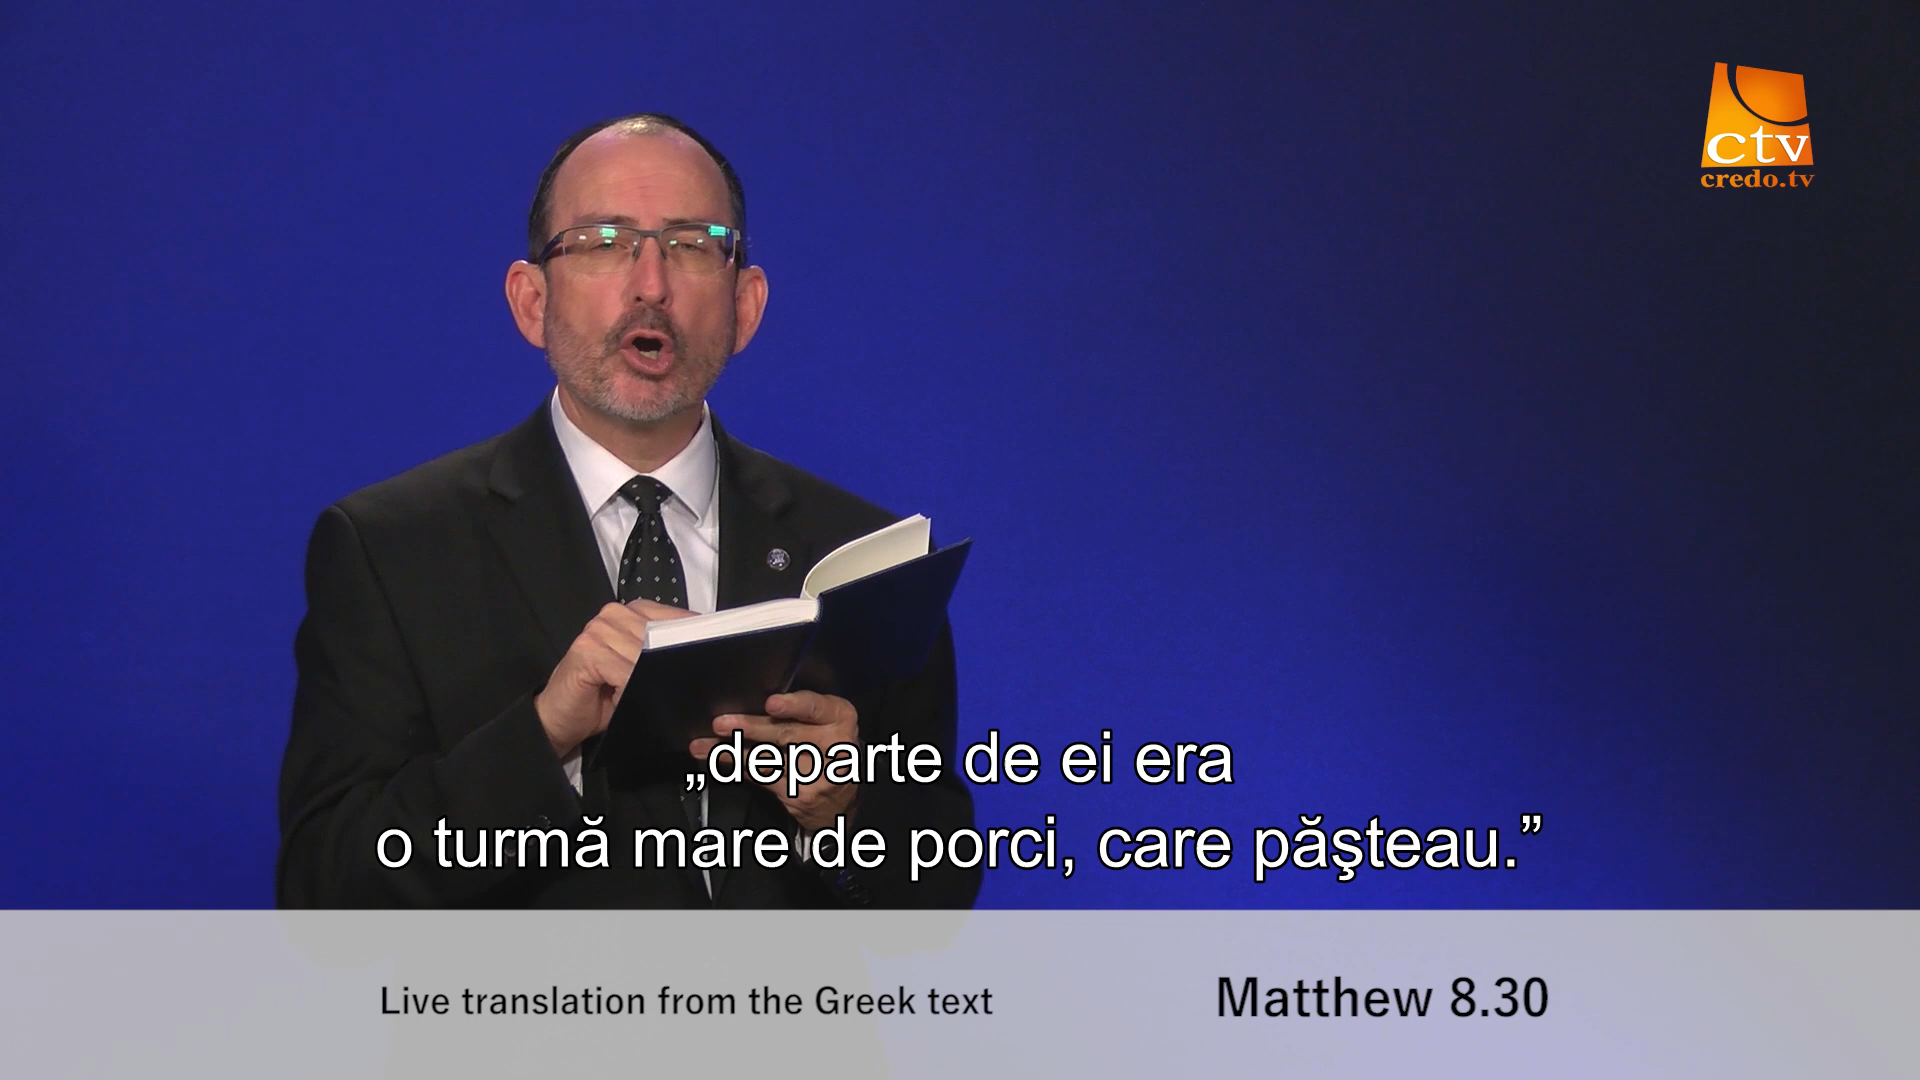 ctv
credo.tv
„departe de ei era
o turmă mare de porci, care păşteau.”
Live translation from the Greek text
Matthew 8.30